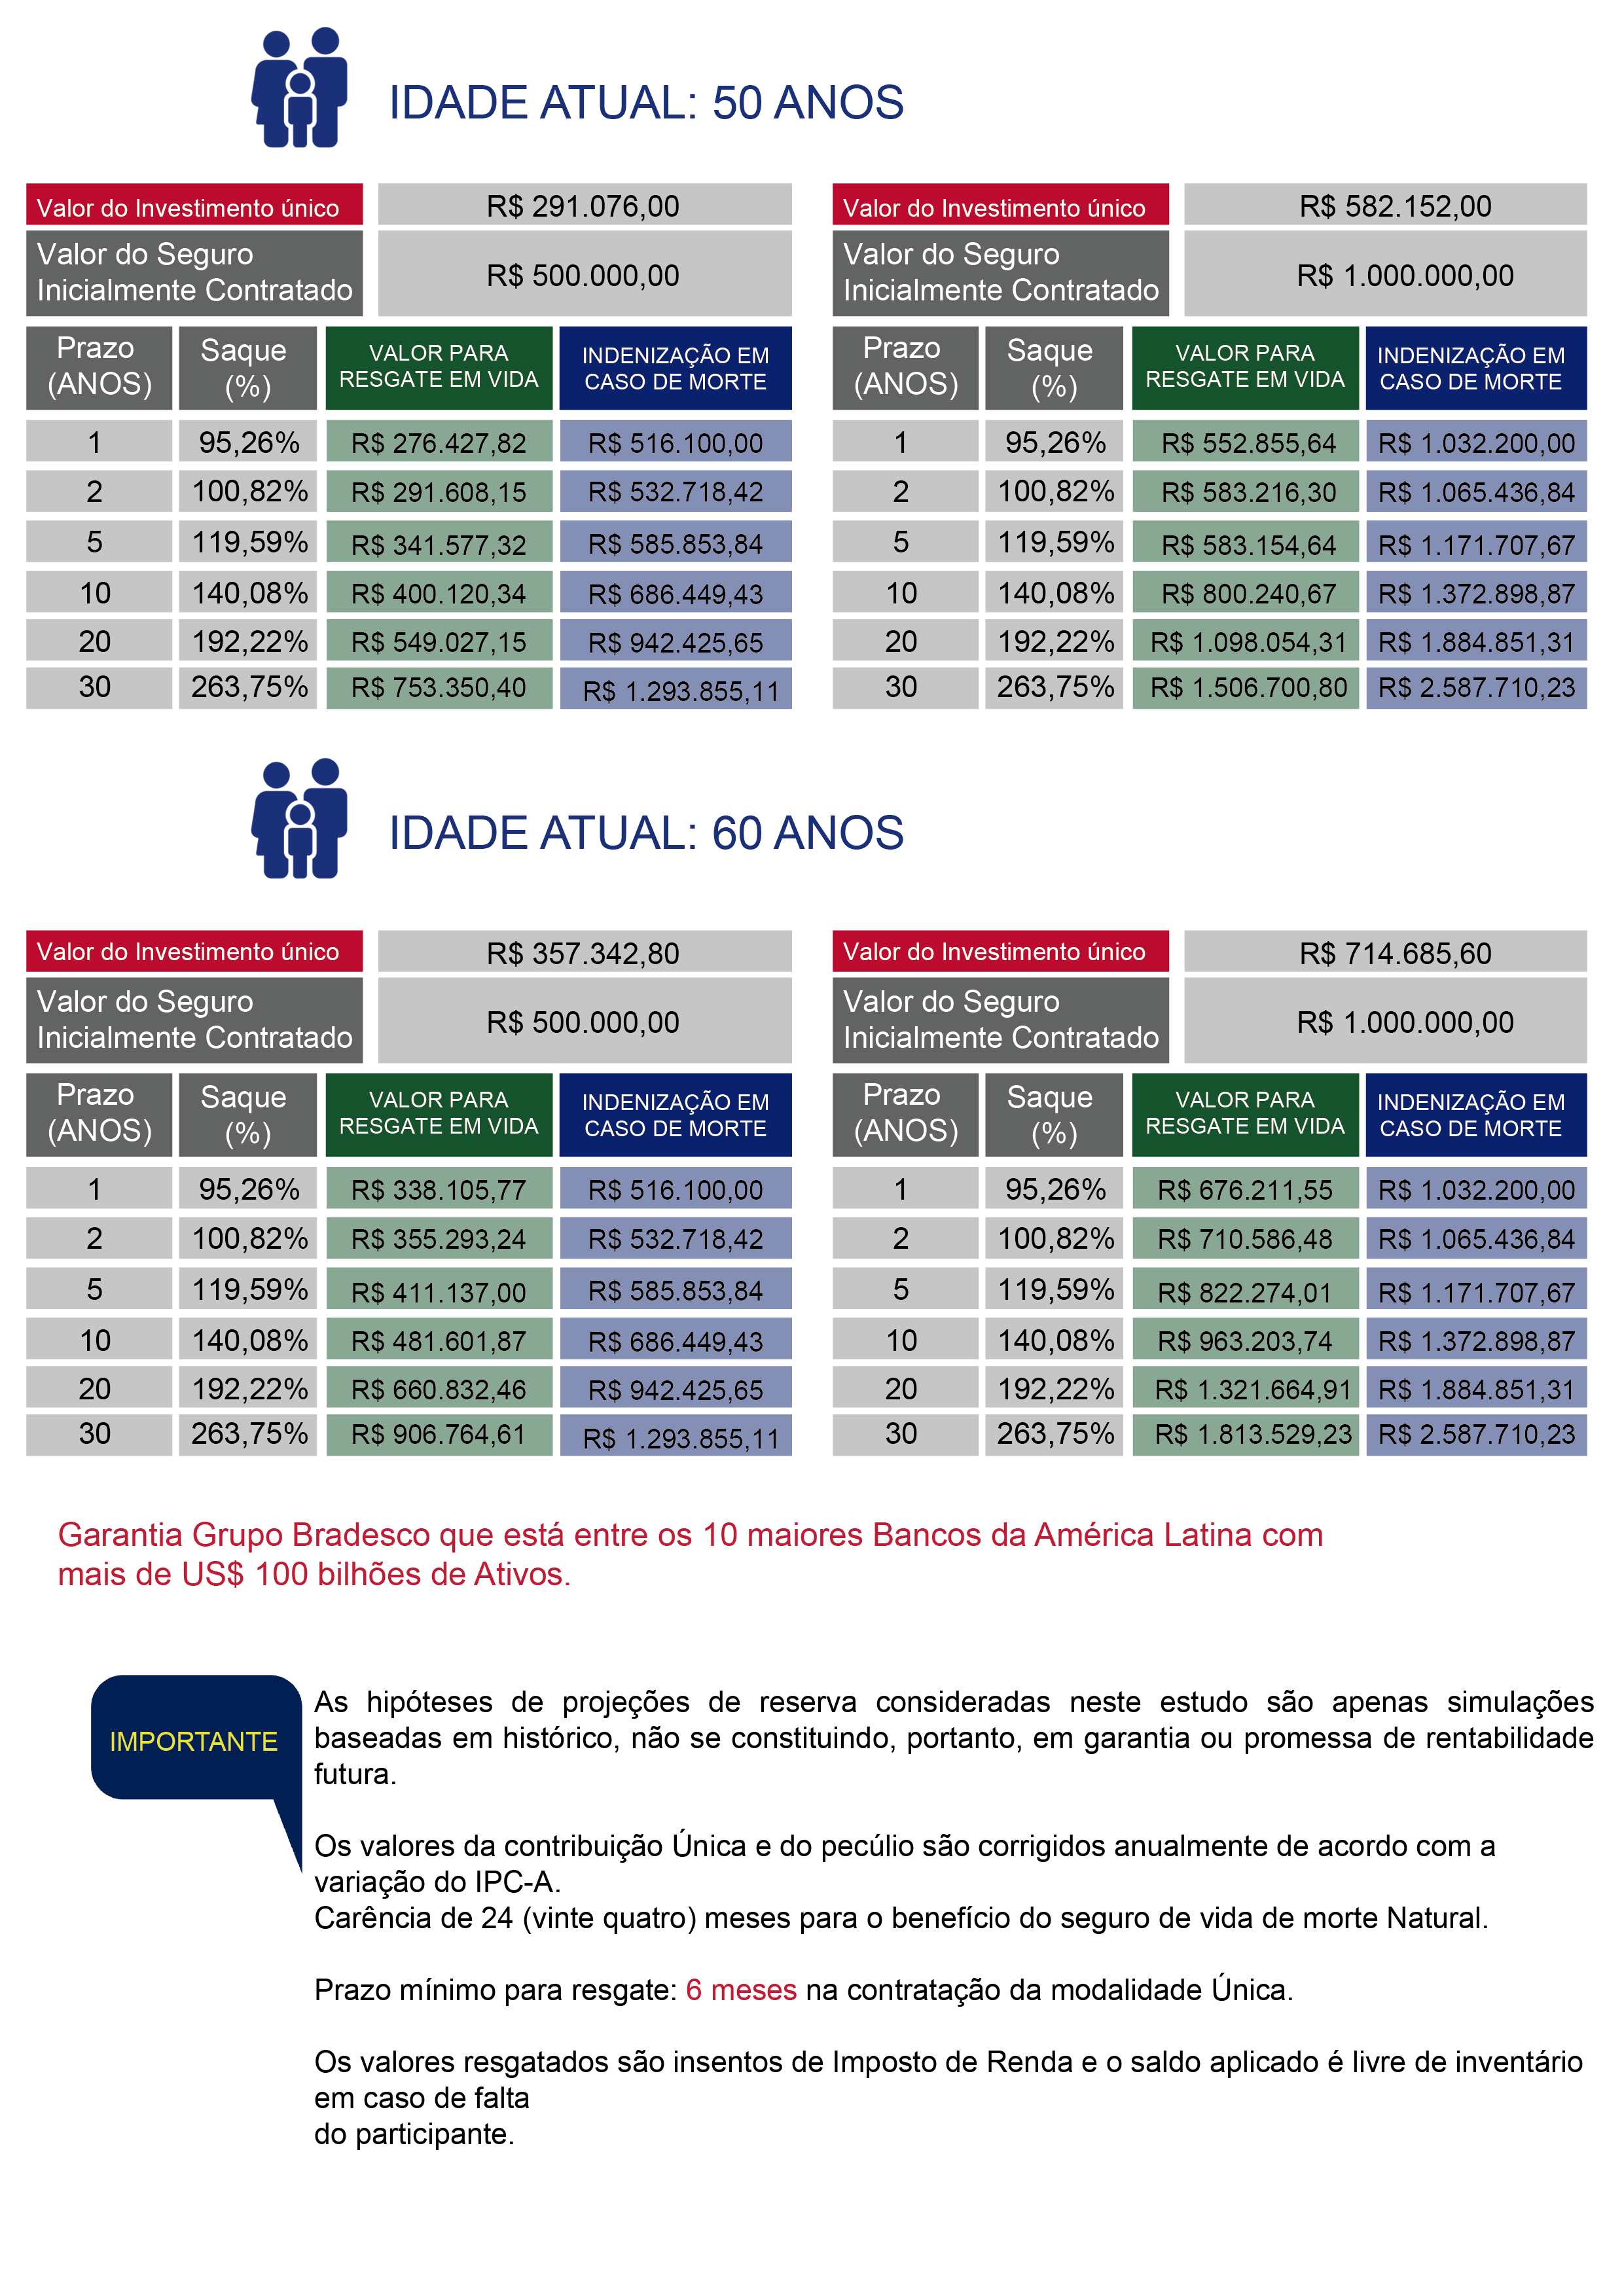 IDADE ATUAL: 50 ANOS
Valor do Investimento único R$ 291.076,00
Valor do Seguro
Inicialmente Contratado R$ 500.000,00
Prazo (ANOS) Saque (%) VALOR PARA RESGATE EM VIDA INDENIZAÇÃO EM CASO DE MORTE
1 95,26% R$ 276.427,82 R$ 516.100,00
2 100,82% R$ 291.608,15 R$ 532.718,42
5 119,59% R$ 341.577,32 R$ 585.853,84
10 140,08% R$ 400.120,34 R$ 686.449,43
20 192,22% R$ 549.027,15 R$ 942.425,65
30 263,75% R$ 753.350,40 R$ 1.293.855,11
Valor do Investimento único R$ 582.152,00
Valor do Seguro
Inicialmente Contratado R$ 1.000.000,00
Prazo (ANOS) Saque (%) VALOR PARA RESGATE EM VIDA INDENIZAÇÃO EM CASO DE MORTE
1 95,26% R$ 552.855,64 R$ 1.032.200,00
2 100,82% R$ 583.216,30 R$ 1.065.436,84
5 119,59% R$ 583.154,64 R$ 1.171.707,67
10 140,08% R$ 800.240,67 R$ 1.372.898,87
20 192,22% R$ 1.098.054,31 R$ 1.884.851,31
30 263,75% R$ 1.506.700,80 R$ 2.587.710,23
IDADE ATUAL: 60 ANOS
Valor do Investimento único R$ 357.342,80
Valor do Seguro
Inicialmente Contratado R$ 500.000,00
Prazo (ANOS) Saque (%) VALOR PARA RESGATE EM VIDA INDENIZAÇÃO EM CASO DE MORTE
1 95,26% R$ 338.105,77 R$ 516.100,00
2 100,82% R$ 355.293,24 R$ 532.718,42
5 119,59% R$ 411.137,00 R$ 585.853,84
10 140,08% R$ 481.601,87 R$ 686.449,43
20 192,22% R$ 660.832,46 R$ 942.425,65
30 263,75% R$ 906.764,61 R$ 1.293.855,11
Valor do Investimento único R$ 714.685,60
Valor do Seguro
Inicialmente Contratado R$ 1.000.000,00
Prazo (ANOS) Saque (%) VALOR PARA RESGATE EM VIDA INDENIZAÇÃO EM CASO DE MORTE
1 95,26% R$ 676.211,55 R$ 1.032.200,00
2 100,82% R$ 710.586,48 R$ 1.065.436,84
5 119,59% R$ 822.274,01 R$ 1.171.707,67
10 140,08% R$ 963.203,74 R$ 1.372.898,87
20 192,22% R$ 1.321.664,91 R$ 1.884.851,31
30 263,75% R$ 1.813.529,23 R$ 2.587.710,23
Garantia Grupo Bradesco que está entre os 10 maiores Bancos da América Latina com
mais de US$ 100 bilhões de Ativos.
IMPORTANTE
As hipóteses de projeções de reserva consideradas neste estudo são apenas simulações
baseadas em histórico, não se constituindo, portanto, em garantia ou promessa de rentabilidade
futura.
Os valores da contribuição Única e do pecúlio são corrigidos anualmente de acordo com a
variação do IPC-A.
Carência de 24 (vinte quatro) meses para o benefício do seguro de vida de morte Natural.
Prazo mínimo para resgate: 6 meses na contratação da modalidade Única.
Os valores resgatados são insentos de Imposto de Renda e o saldo aplicado é livre de inventário
em caso de falta
do participante.